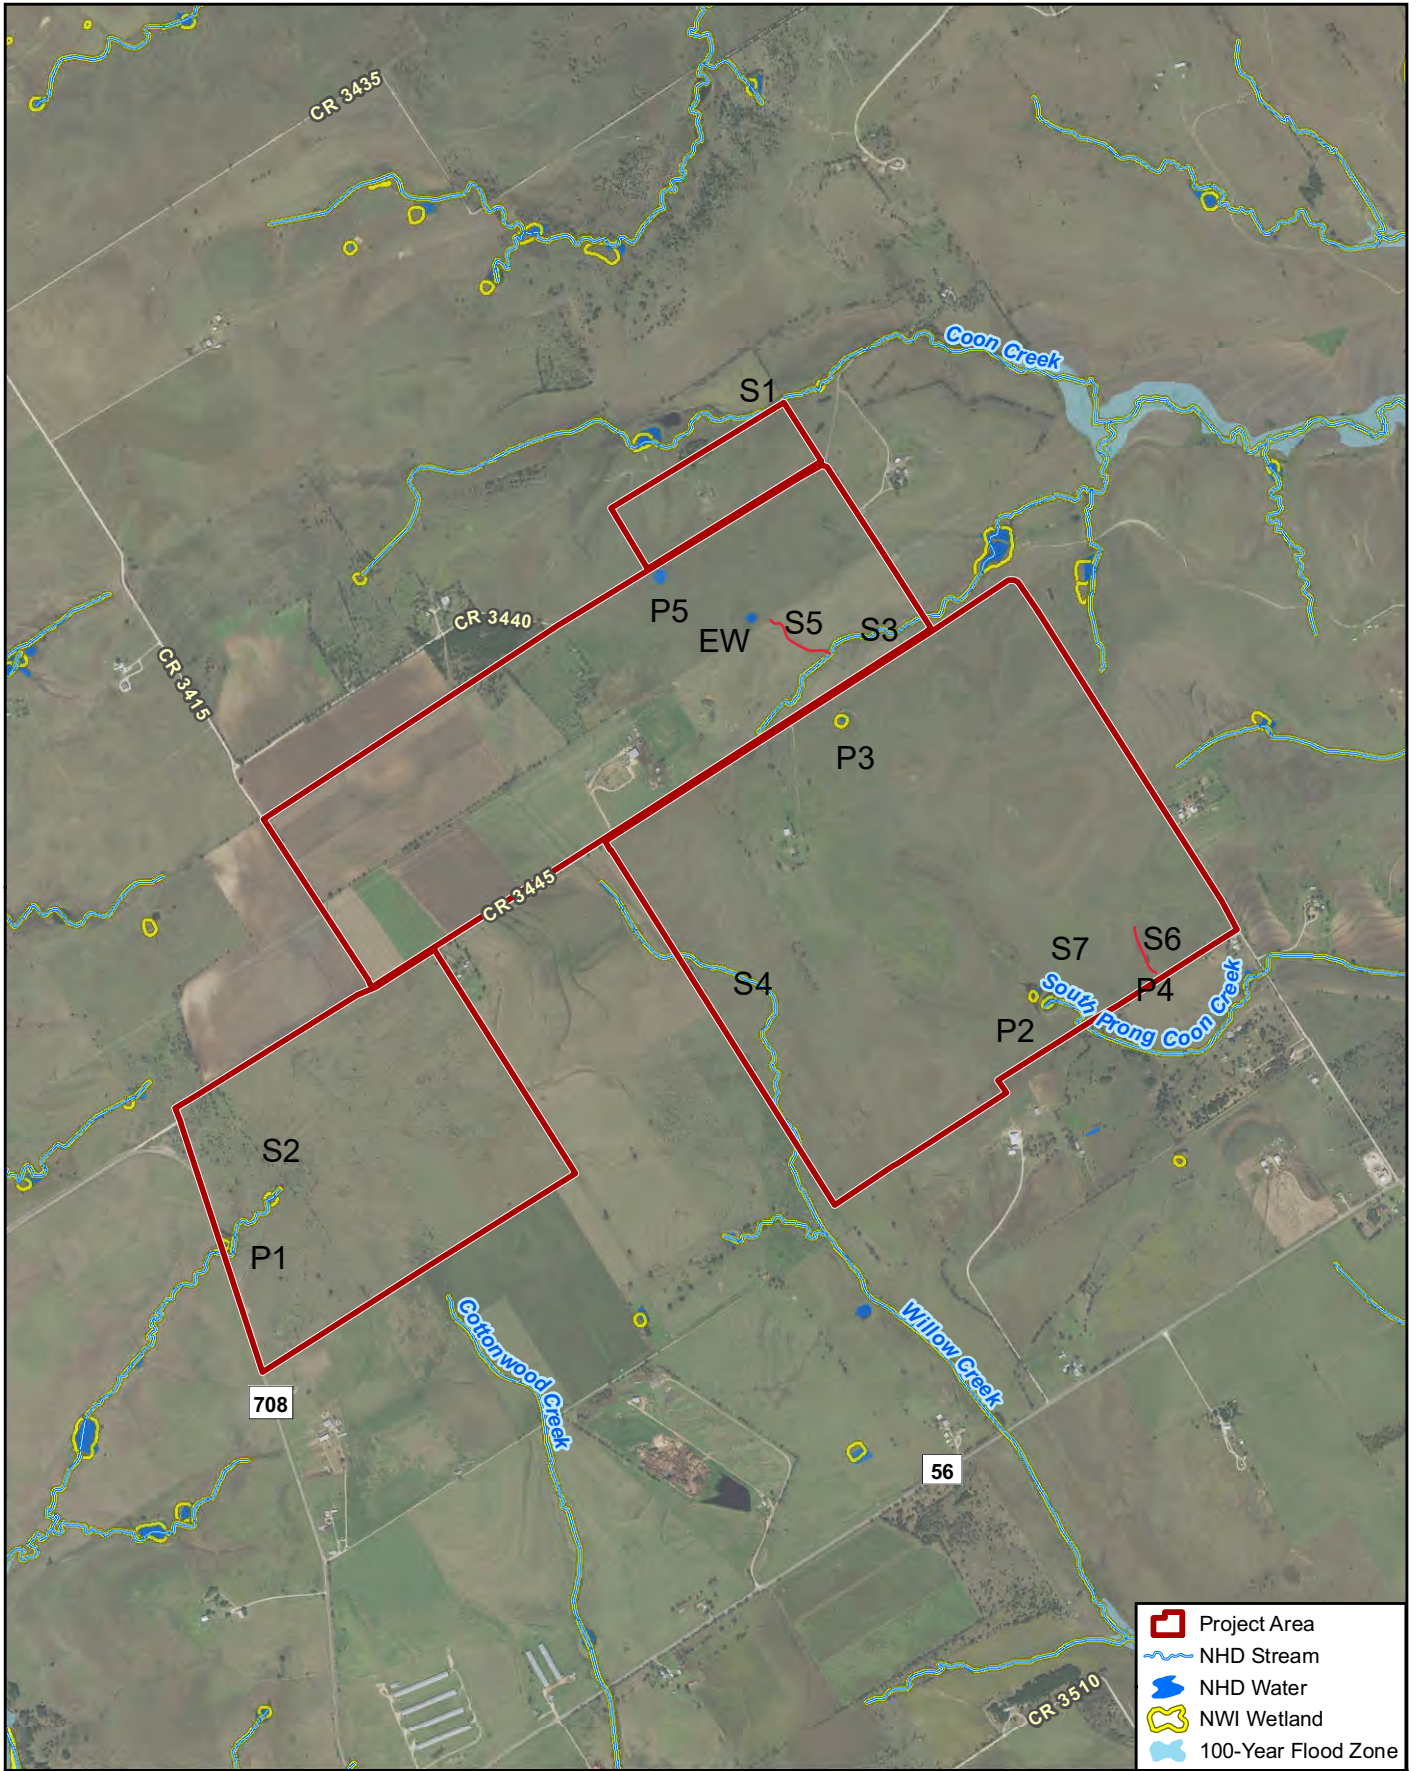 CR 3435
Coon Creek
S1
CR 3440
P5
EW
S5
S3
CR 3415
P3
CR 3445
S4
S7
S6
P4
South Prong Coon Creek
P2
S2
P1
708
Cottonwood Creek
Willow Creek
56
CR 3510
Project Area
NHD Stream
NHD Water
NWI Wetland
100-Year Flood Zone